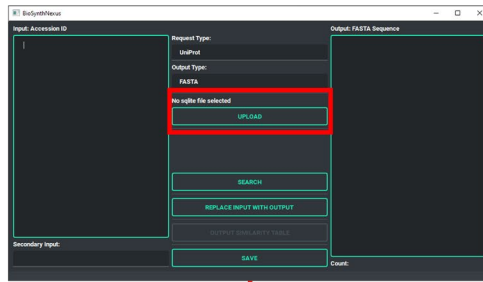 BioSynthNexus
Input: Accession ID
Request Type:
UniProt
Output Type:
FASTA
No sqlite file selected
UPLOAD
SEARCH
REPLACE INPUT WITH OUTPUT
OUTPUT SIMILARITY TABLE
SAVE
Secondary Input:
Output: FASTA Sequence
Count: